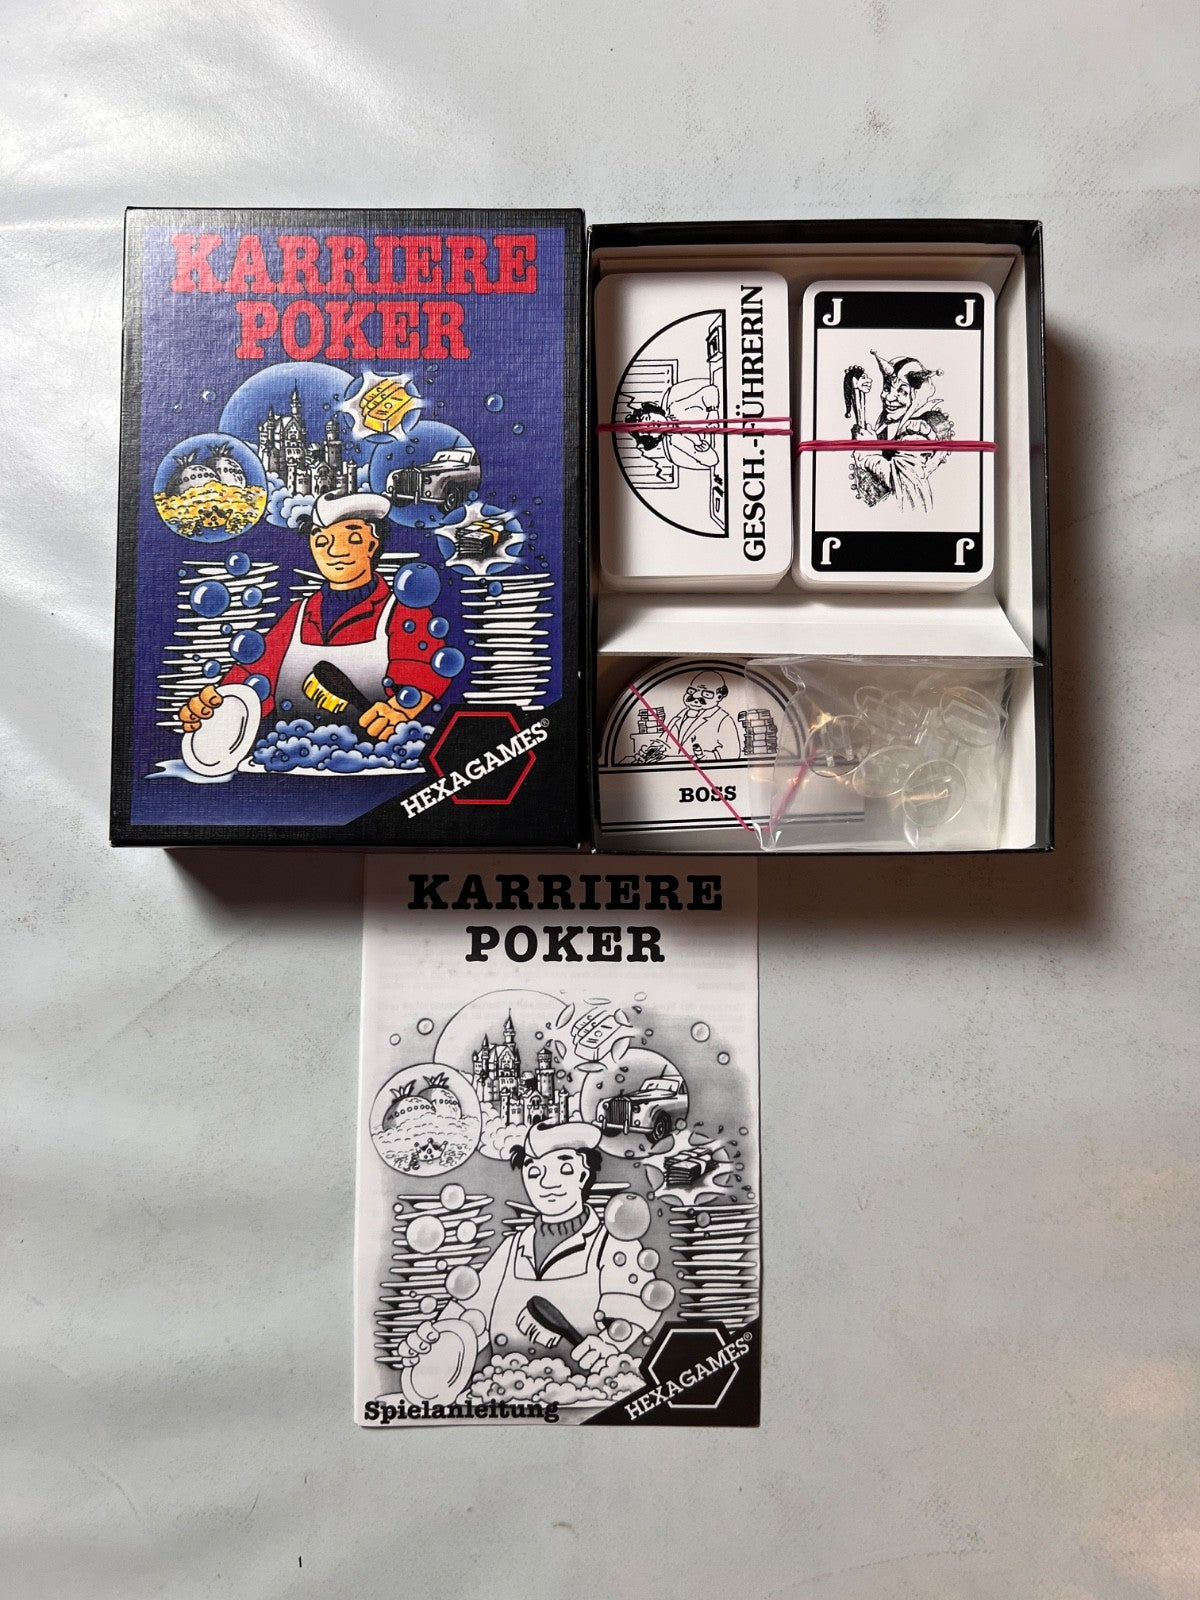 KARRIERE
POKER
HEXAGAMES®
GESCH.-FÜHRERIN
J J
J J
BOSS
KARRIERE
POKER
Spielanleitung
HEXAGAMES®